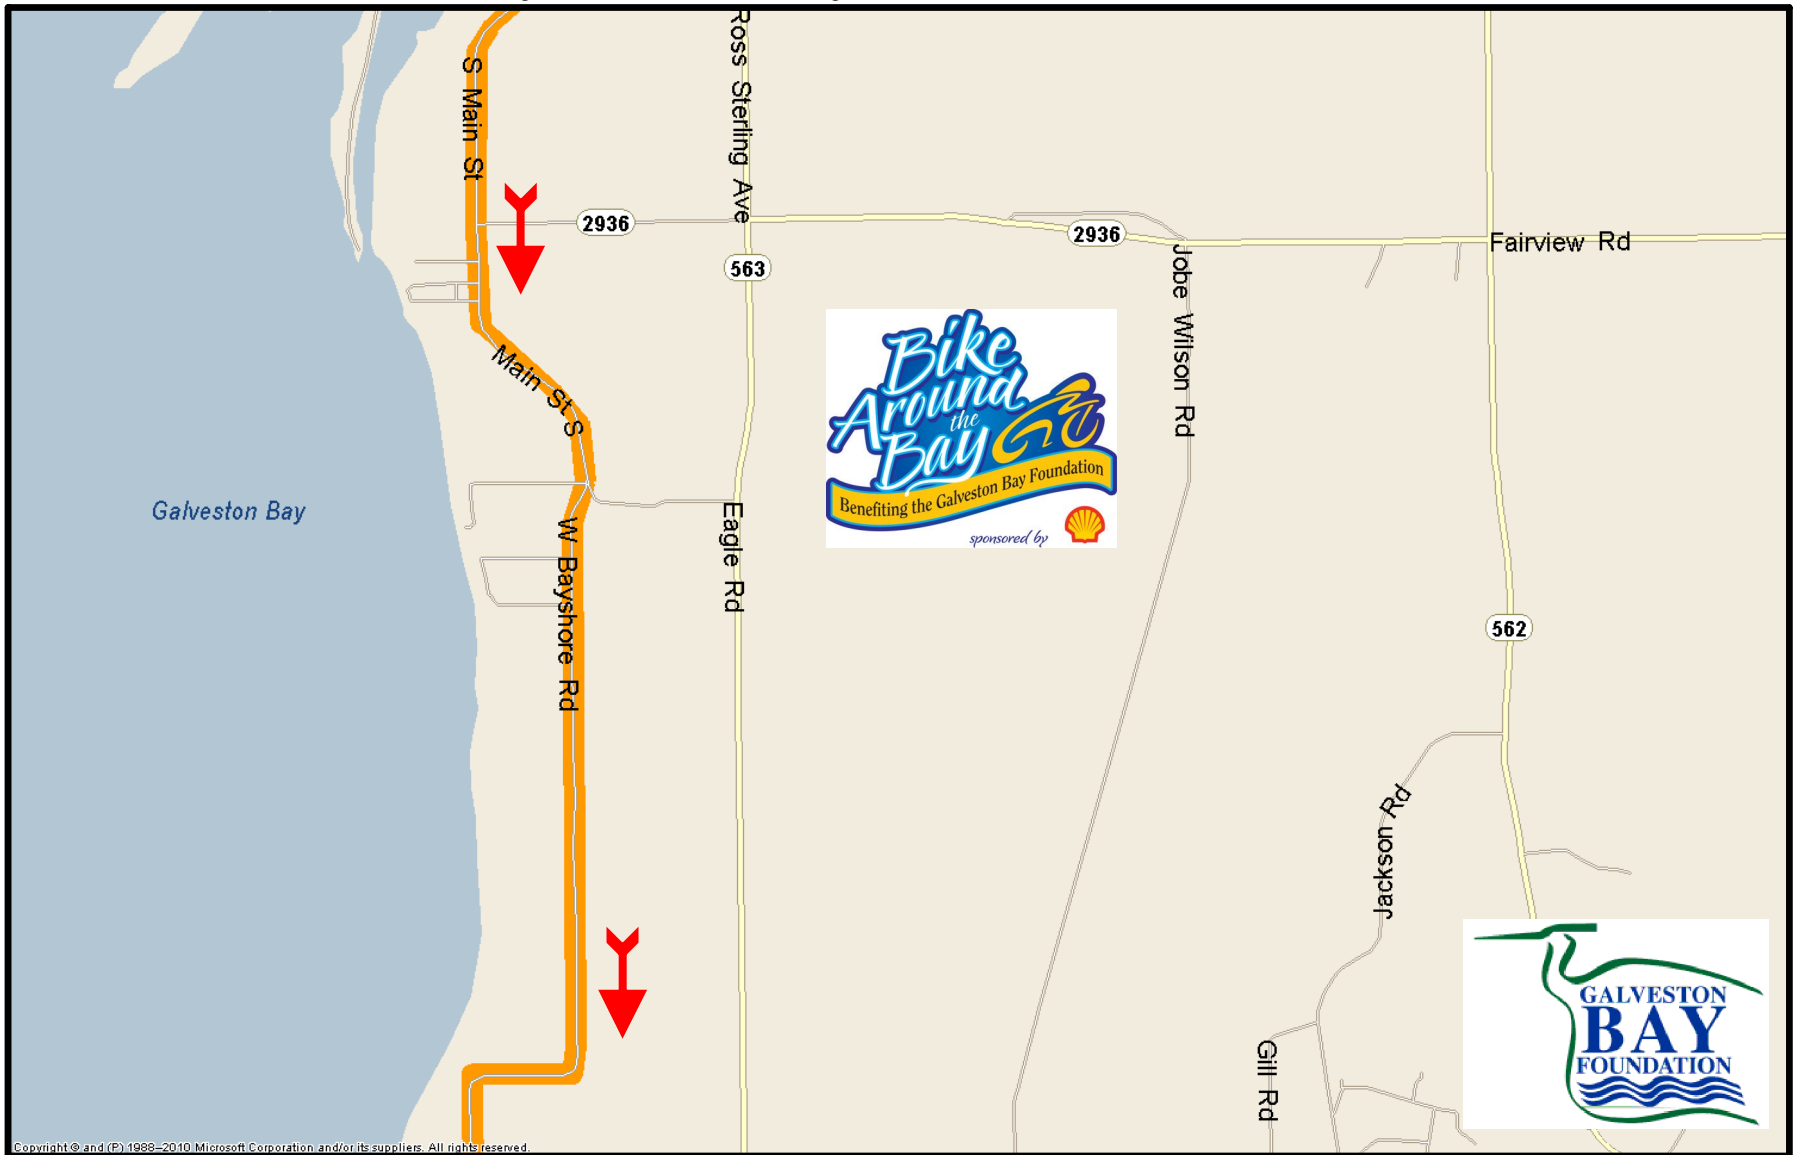 S Main St
Ross Sterling Ave
2936
2936
Fairview Rd
563
Jobe Wilson Rd
Main St S
Bike
Around
the
Bay
Benefiting the Galveston Bay Foundation
sponsored by
Galveston Bay
Eagle Rd
W Bayshore Rd
562
Jackson Rd
GALVESTON
BAY
FOUNDATION
Gill Rd
Copyright © and (P) 1988–2010 Microsoft Corporation and/or its suppliers. All rights reserved.